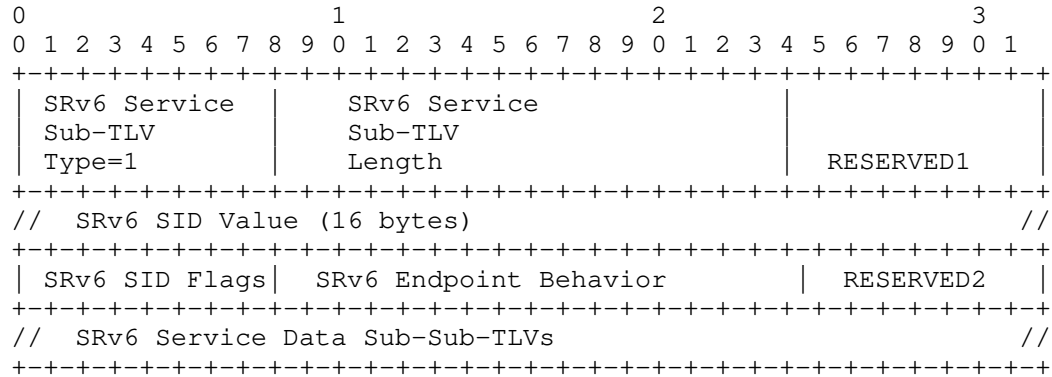 0                   1                   2                   3
0 1 2 3 4 5 6 7 8 9 0 1 2 3 4 5 6 7 8 9 0 1 2 3 4 5 6 7 8 9 0 1
+-+-+-+-+-+-+-+-+-+-+-+-+-+-+-+-+-+-+-+-+-+-+-+-+-+-+-+-+-+-+-+-+
| SRv6 Service  |    SRv6 Service               |               |
| Sub-TLV       |    Sub-TLV                    |               |
| Type=1        |    Length                     |  RESERVED1    |
+-+-+-+-+-+-+-+-+-+-+-+-+-+-+-+-+-+-+-+-+-+-+-+-+-+-+-+-+-+-+-+-+
//  SRv6 SID Value (16 bytes)                                  //
+-+-+-+-+-+-+-+-+-+-+-+-+-+-+-+-+-+-+-+-+-+-+-+-+-+-+-+-+-+-+-+-+
| SRv6 SID Flags|  SRv6 Endpoint Behavior        |  RESERVED2   |
+-+-+-+-+-+-+-+-+-+-+-+-+-+-+-+-+-+-+-+-+-+-+-+-+-+-+-+-+-+-+-+-+
//  SRv6 Service Data Sub-Sub-TLVs                             //
+-+-+-+-+-+-+-+-+-+-+-+-+-+-+-+-+-+-+-+-+-+-+-+-+-+-+-+-+-+-+-+-+